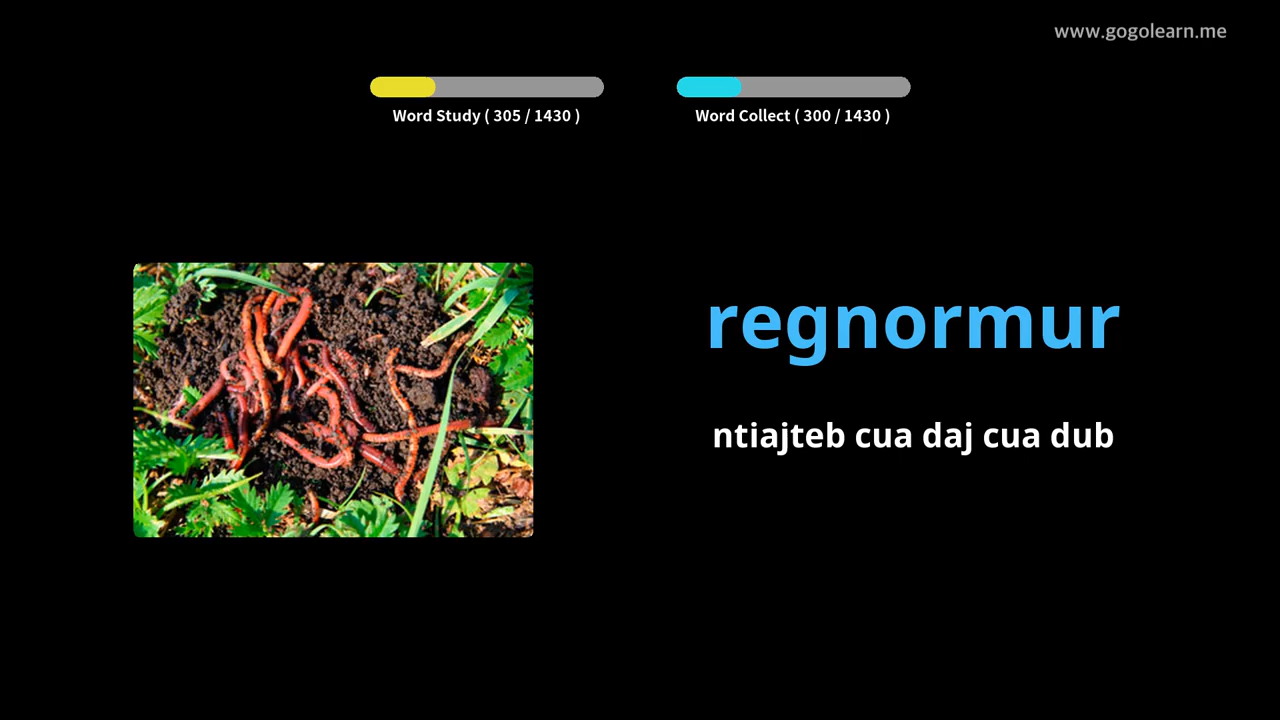 www.gogolearn.me
Word Study ( 305 / 1430 )
Word Collect ( 300 / 1430 )
regnormur
ntiajteb cua daj cua dub